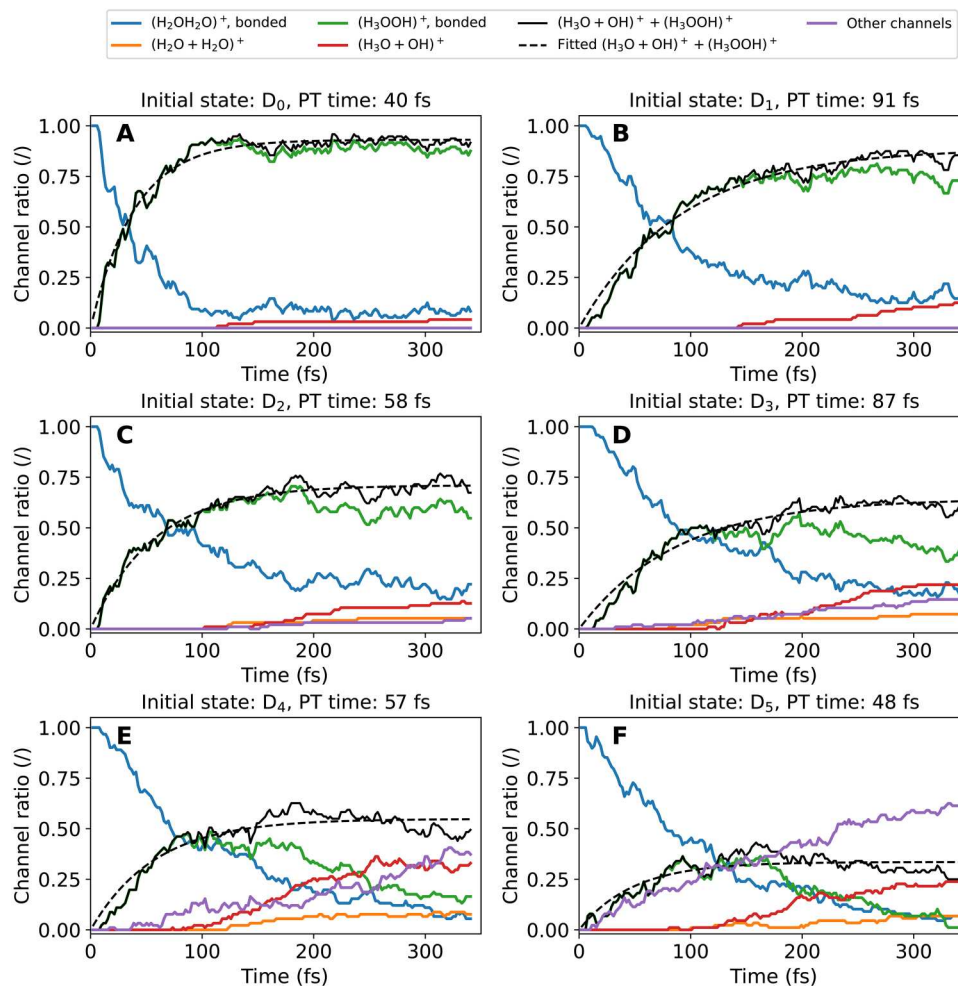 (H₂OH₂O)⁺, bonded (H₃OOH)⁺, bonded (H₃O + OH)⁺ + (H₃OOH)⁺ Other channels
(H₂O + H₂O)⁺ (H₃O + OH)⁺ Fitted (H₃O + OH)⁺ + (H₃OOH)⁺
Initial state: D₀, PT time: 40 fs
A
Channel ratio (/)
1.00
0.75
0.50
0.25
0.00
0 100 200 300
Time (fs)
Initial state: D₁, PT time: 91 fs
B
Channel ratio (/)
1.00
0.75
0.50
0.25
0.00
0 100 200 300
Time (fs)
Initial state: D₂, PT time: 58 fs
C
Channel ratio (/)
1.00
0.75
0.50
0.25
0.00
0 100 200 300
Time (fs)
Initial state: D₃, PT time: 87 fs
D
Channel ratio (/)
1.00
0.75
0.50
0.25
0.00
0 100 200 300
Time (fs)
Initial state: D₄, PT time: 57 fs
E
Channel ratio (/)
1.00
0.75
0.50
0.25
0.00
0 100 200 300
Time (fs)
Initial state: D₅, PT time: 48 fs
F
Channel ratio (/)
1.00
0.75
0.50
0.25
0.00
0 100 200 300
Time (fs)